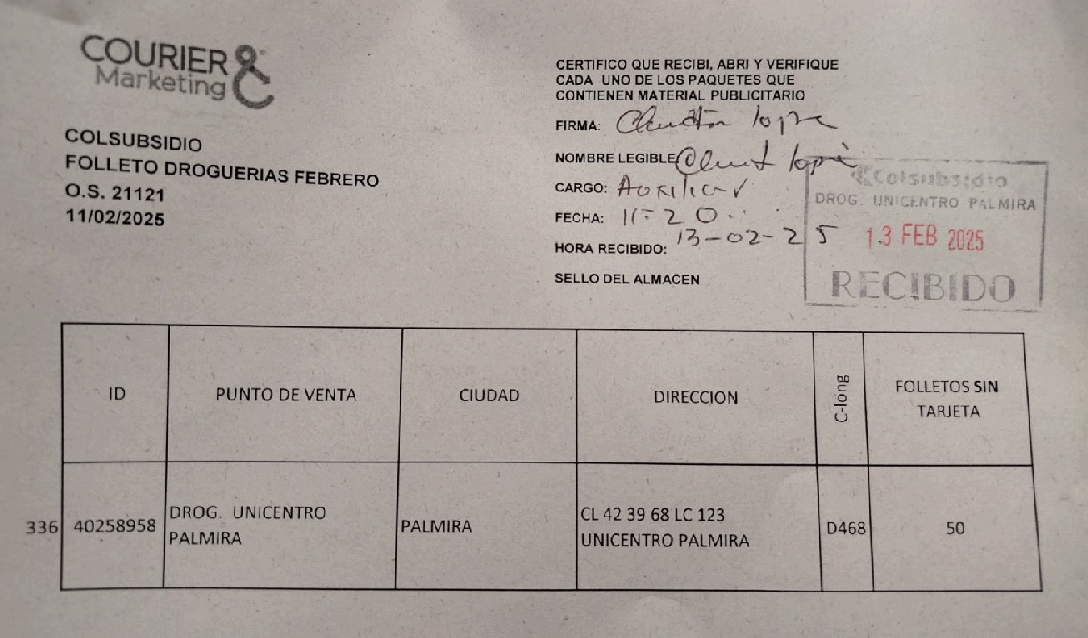 COURIER &
Marketing
COLSUBSIDIO
FOLLETO DROGUERIAS FEBRERO
O.S. 21121
11/02/2025
CERTIFICO QUE RECIBI, ABRI Y VERIFIQUE
CADA UNO DE LOS PAQUETES QUE
CONTIENEN MATERIAL PUBLICITARIO
FIRMA:
NOMBRE LEGIBLE
CARGO: Auxiliar
FECHA: 11-20
HORA RECIBIDO: 13-02-25
SELLO DEL ALMACEN
Colsubsidio
DROG. UNICENTRO PALMIRA
13 FEB 2025
RECIBIDO
ID PUNTO DE VENTA CIUDAD DIRECCION C-long FOLLETOS SIN
TARJETA
336 40258958 DROG. UNICENTRO
PALMIRA
PALMIRA
CL 42 39 68 LC 123
UNICENTRO PALMIRA
D468
50